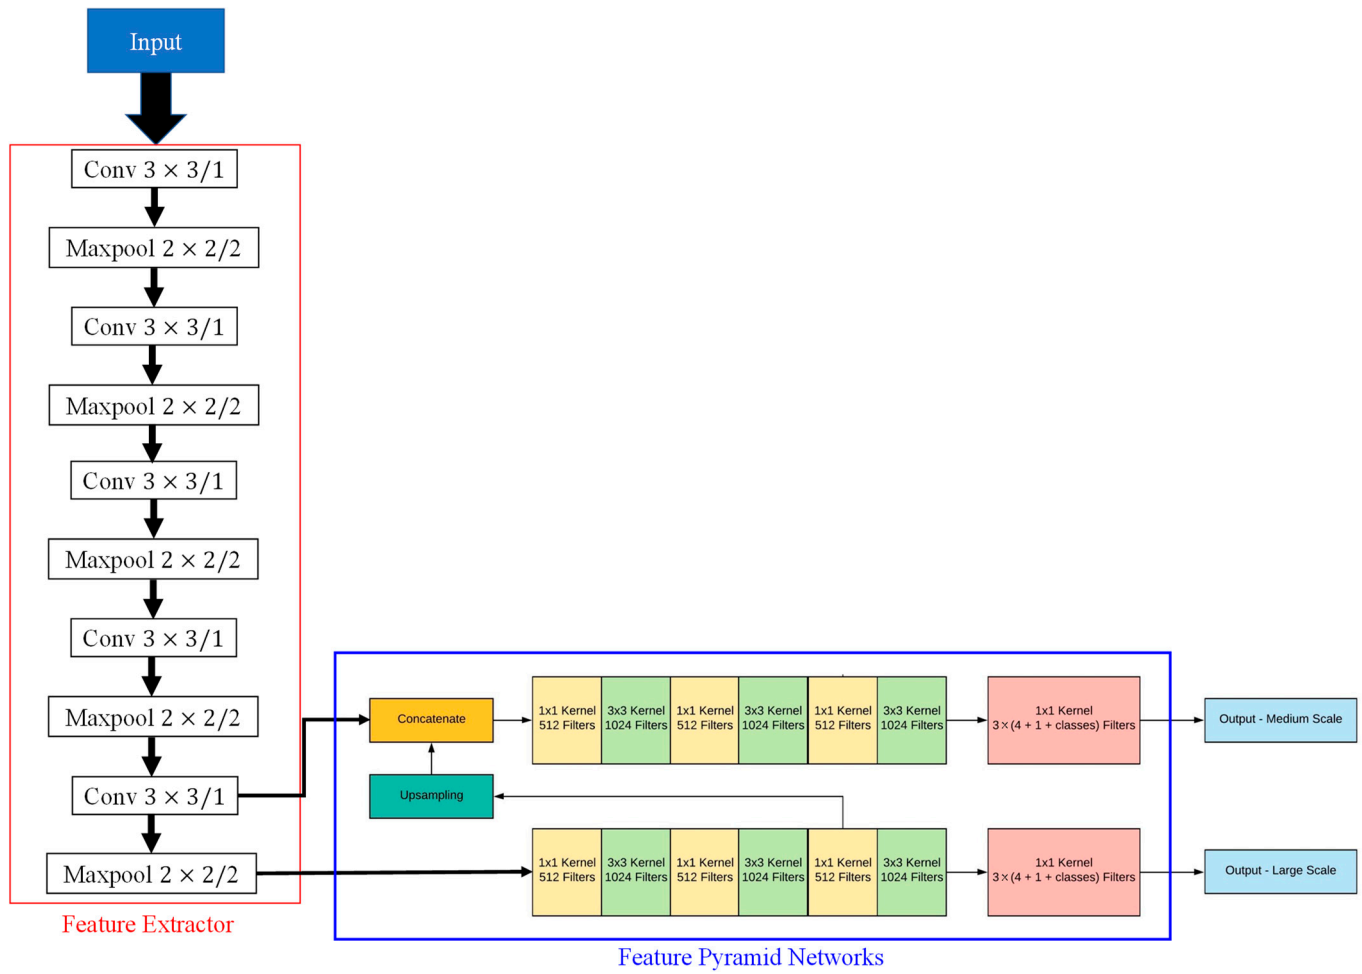 Input
Conv 3 × 3/1
Maxpool 2 × 2/2
Conv 3 × 3/1
Maxpool 2 × 2/2
Conv 3 × 3/1
Maxpool 2 × 2/2
Conv 3 × 3/1
Maxpool 2 × 2/2
Conv 3 × 3/1
Maxpool 2 × 2/2
Feature Extractor
Concatenate
1x1 Kernel
512 Filters
3x3 Kernel
1024 Filters
1x1 Kernel
512 Filters
3x3 Kernel
1024 Filters
1x1 Kernel
512 Filters
3x3 Kernel
1024 Filters
1x1 Kernel
3×(4 + 1 + classes) Filters
Output - Medium Scale
Upsampling
1x1 Kernel
512 Filters
3x3 Kernel
1024 Filters
1x1 Kernel
512 Filters
3x3 Kernel
1024 Filters
1x1 Kernel
512 Filters
3x3 Kernel
1024 Filters
1x1 Kernel
3×(4 + 1 + classes) Filters
Output - Large Scale
Feature Pyramid Networks